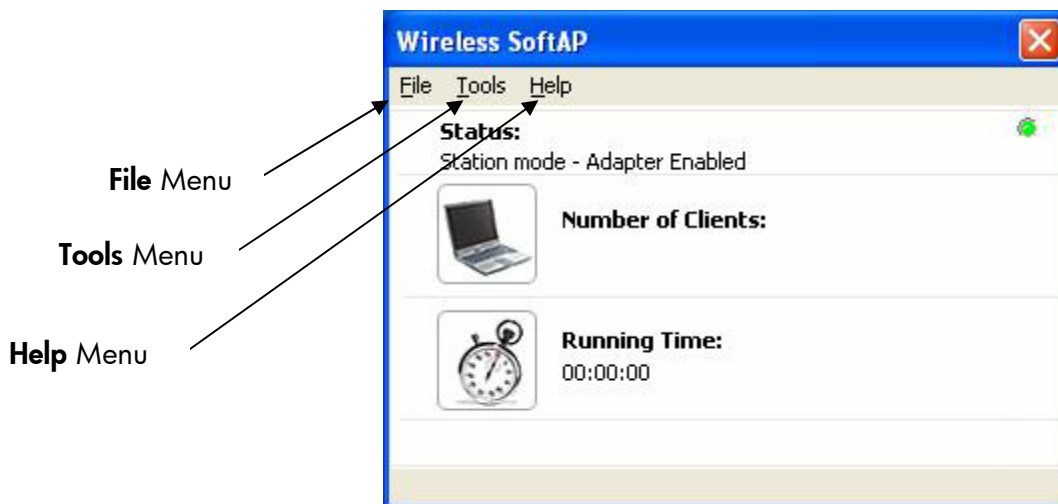 Wireless SoftAP
File Tools Help
Status:
Station mode - Adapter Enabled
File Menu
Number of Clients:
Tools Menu
Help Menu
Running Time:
00:00:00